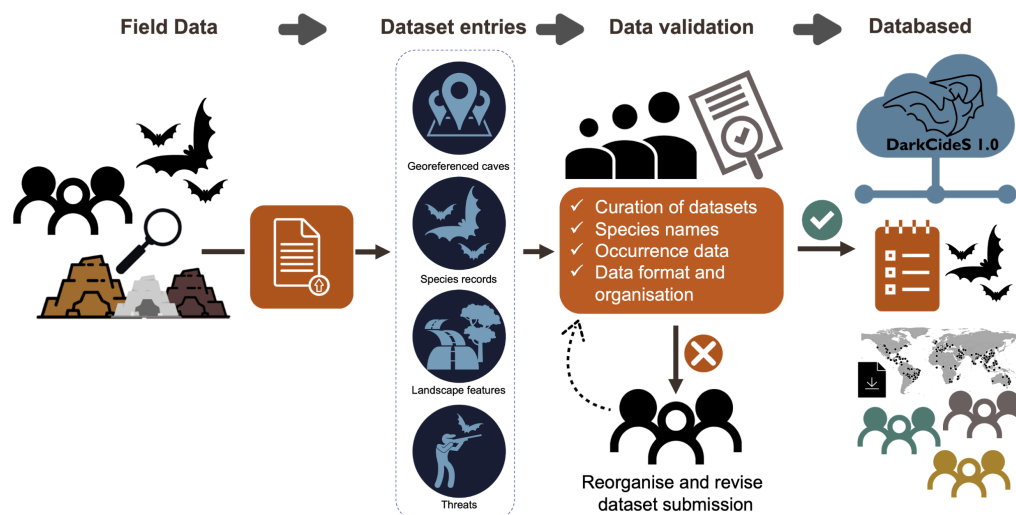 Field Data
Dataset entries
Data validation
Databased
Georeferenced caves
Species records
Landscape features
Threats
✓ Curation of datasets
✓ Species names
✓ Occurrence data
✓ Data format and
organisation
Reorganise and revise
dataset submission
DarkCideS 1.0